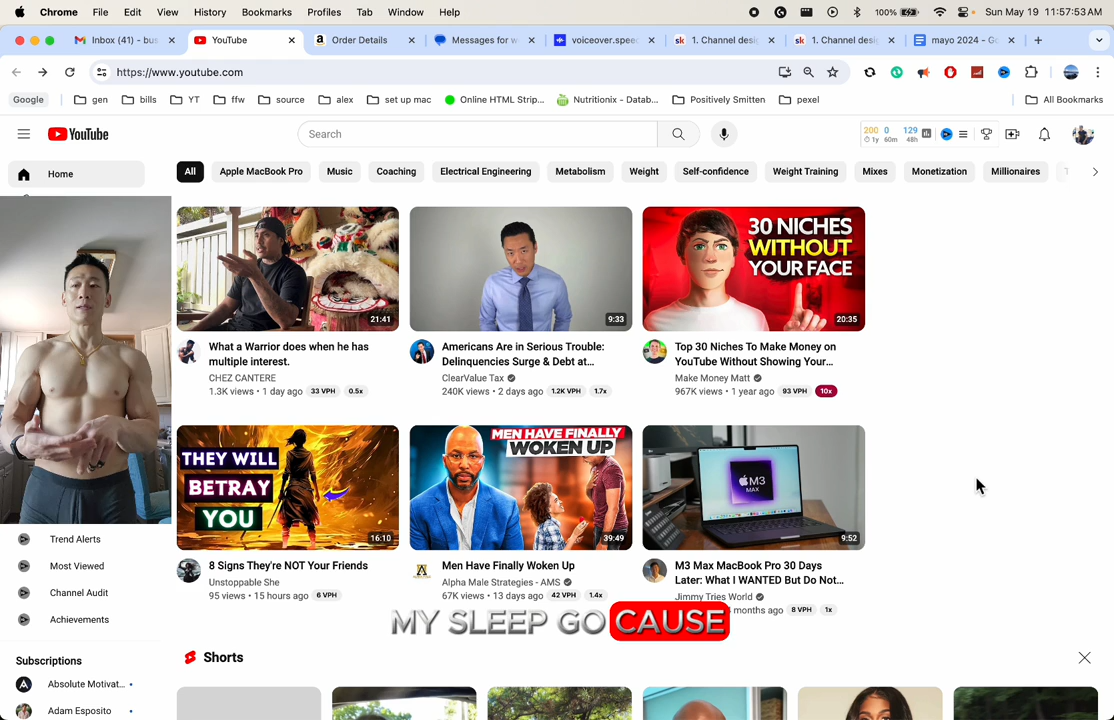 Chrome File Edit View History Bookmarks Profiles Tab Window Help 100% Sun May 19 11:57:53 AM
Inbox (41) - bus YouTube Order Details Messages for w voiceover.spee 1. Channel desig 1. Channel desig mayo 2024 - Go
https://www.youtube.com
Google gen bills YT ffw source alex set up mac Online HTML Strip... Nutritionix - Datab... Positively Smitten pexel All Bookmarks
YouTube Search 200 0 129
1y 60m 48h
Home All Apple MacBook Pro Music Coaching Electrical Engineering Metabolism Weight Self-confidence Weight Training Mixes Monetization Millionaires
30 NICHES
WITHOUT
YOUR FACE
21:41 9:33 20:35
What a Warrior does when he has
multiple interest.
CHEZ CANTERE
1.3K views • 1 day ago 33 VPH 0.5x
Americans Are in Serious Trouble:
Delinquencies Surge & Debt at...
ClearValue Tax
240K views • 2 days ago 1.2K VPH 1.7x
Top 30 Niches To Make Money on
YouTube Without Showing Your...
Make Money Matt
967K views • 1 year ago 93 VPH 10x
THEY WILL
BETRAY
YOU
16:10
MEN HAVE FINALLY
WOKEN UP
39:49
M3
MAX
9:52
8 Signs They're NOT Your Friends
Unstoppable She
95 views • 15 hours ago 6 VPH
Men Have Finally Woken Up
Alpha Male Strategies - AMS
67K views • 13 days ago 42 VPH 1.4x
M3 Max MacBook Pro 30 Days
Later: What I WANTED But Do Not...
Jimmy Tries World
months ago 8 VPH 1x
Trend Alerts
Most Viewed
Channel Audit
Achievements
MY SLEEP GO CAUSE
Subscriptions
Absolute Motivat...
Adam Esposito
Shorts